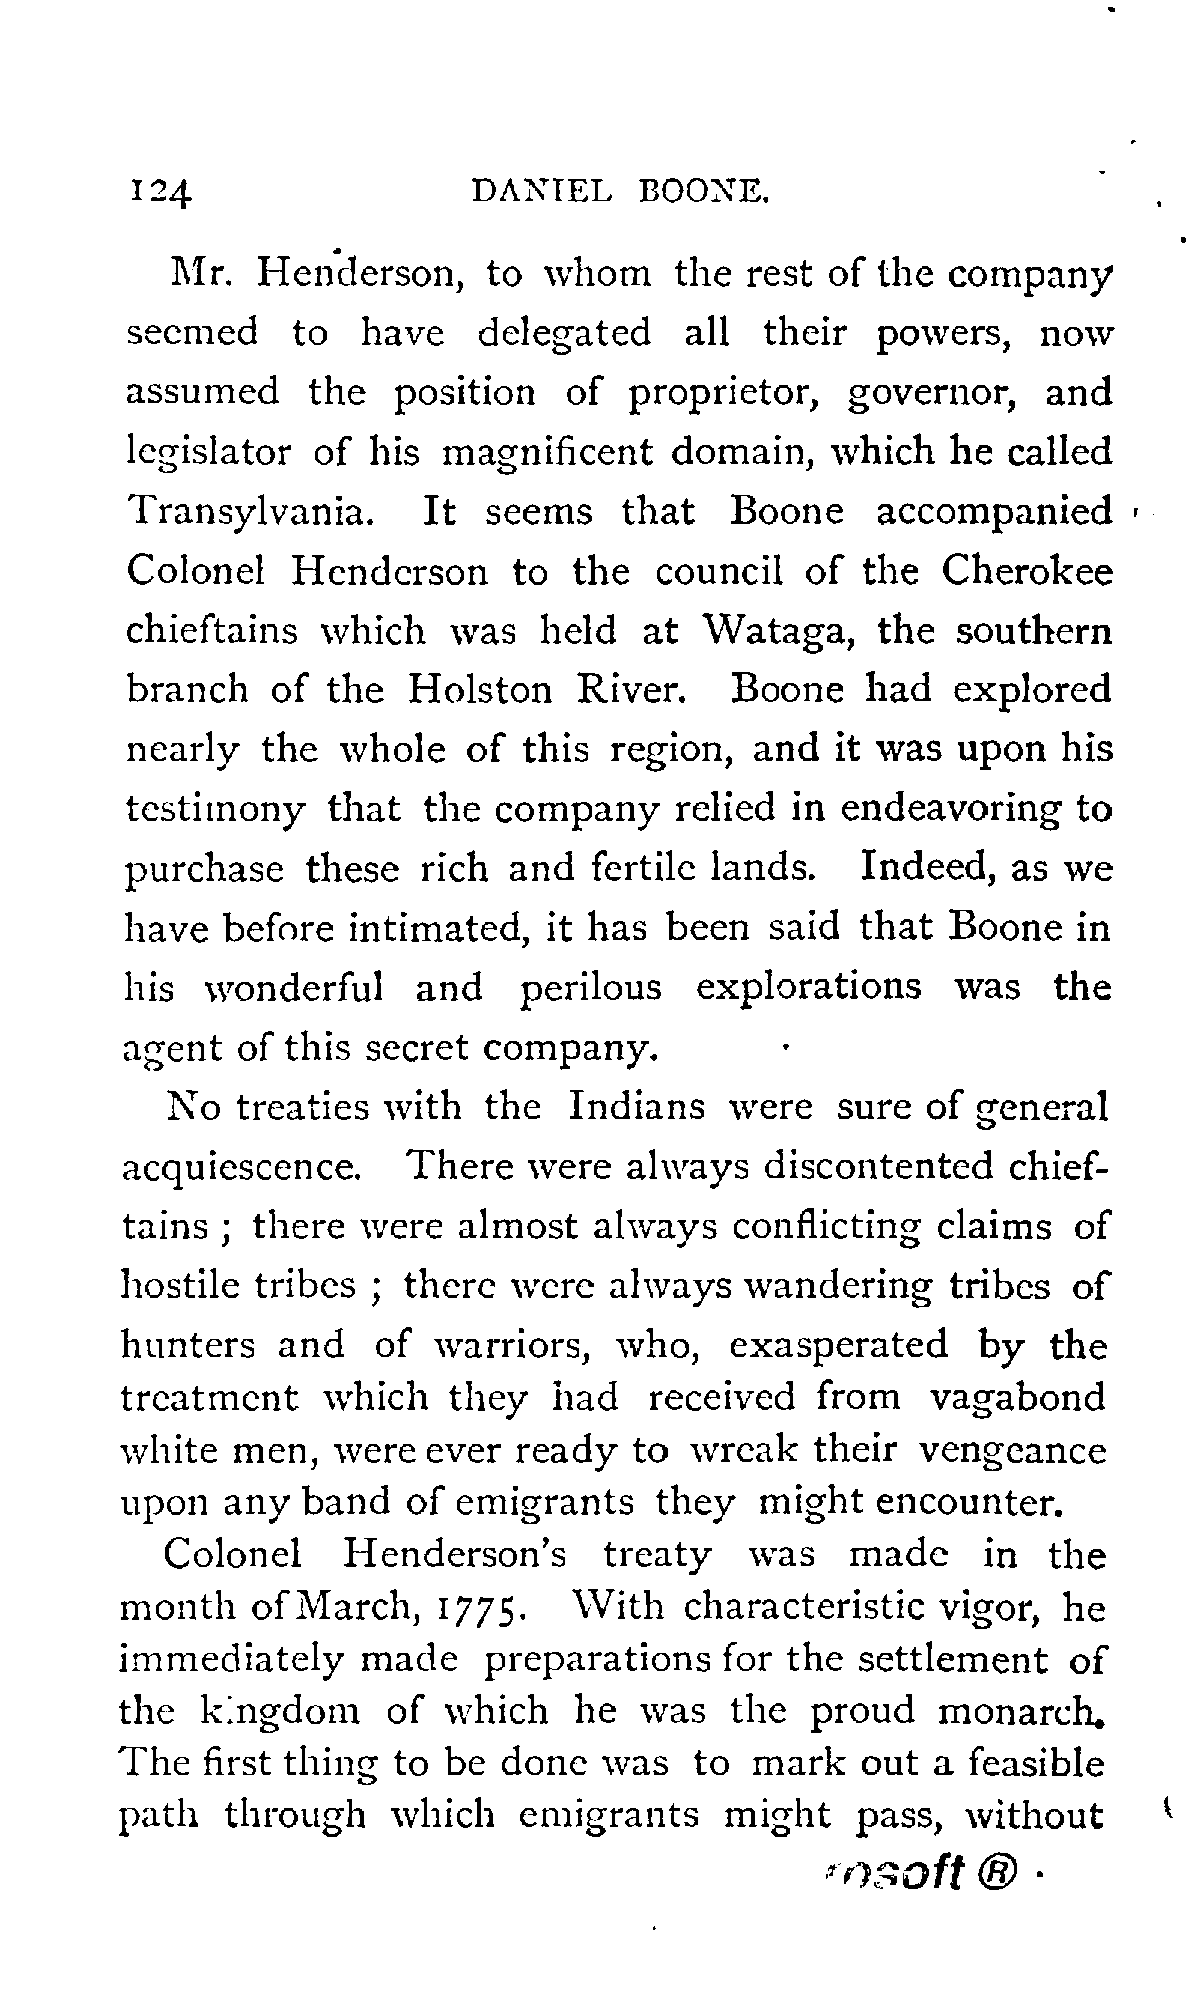 124 DANIEL BOONE.
Mr. Henderson, to whom the rest of the company
seemed to have delegated all their powers, now
assumed the position of proprietor, governor, and
legislator of his magnificent domain, which he called
Transylvania. It seems that Boone accompanied
Colonel Henderson to the council of the Cherokee
chieftains which was held at Wataga, the southern
branch of the Holston River. Boone had explored
nearly the whole of this region, and it was upon his
testimony that the company relied in endeavoring to
purchase these rich and fertile lands. Indeed, as we
have before intimated, it has been said that Boone in
his wonderful and perilous explorations was the
agent of this secret company.
No treaties with the Indians were sure of general
acquiescence. There were always discontented chief-
tains ; there were almost always conflicting claims of
hostile tribes ; there were always wandering tribes of
hunters and of warriors, who, exasperated by the
treatment which they had received from vagabond
white men, were ever ready to wreak their vengeance
upon any band of emigrants they might encounter.
Colonel Henderson's treaty was made in the
month of March, 1775. With characteristic vigor, he
immediately made preparations for the settlement of
the kingdom of which he was the proud monarch.
The first thing to be done was to mark out a feasible
path through which emigrants might pass, without
®